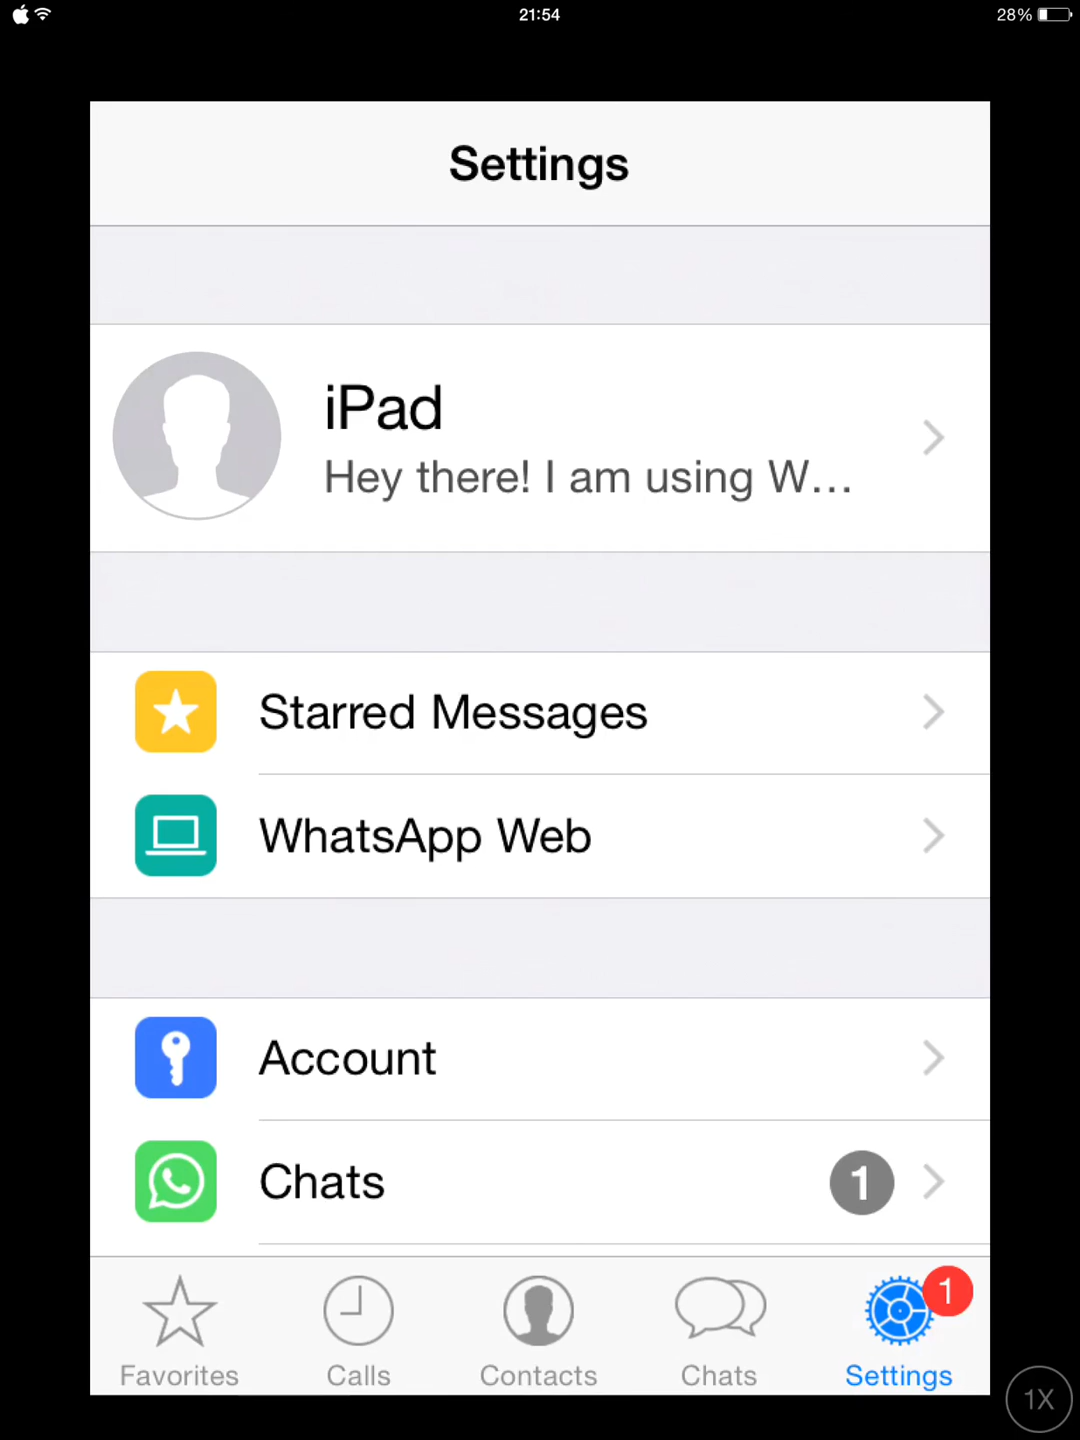 21:54
28%
Settings
iPad
Hey there! I am using W...
Starred Messages
WhatsApp Web
Account
Chats
1
1
Favorites
Calls
Contacts
Chats
Settings
1X